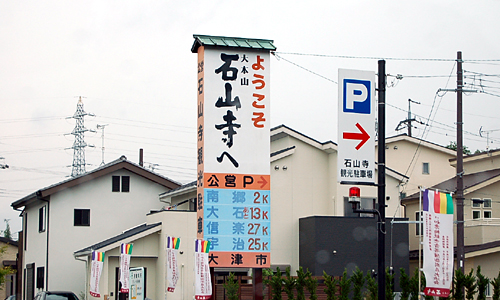 ようこそ
大本山
石山寺へ
公営P→
南郷 2K
大石 13K
信楽 27K
宇治 25K
大津市
P
石山寺
観光駐車場